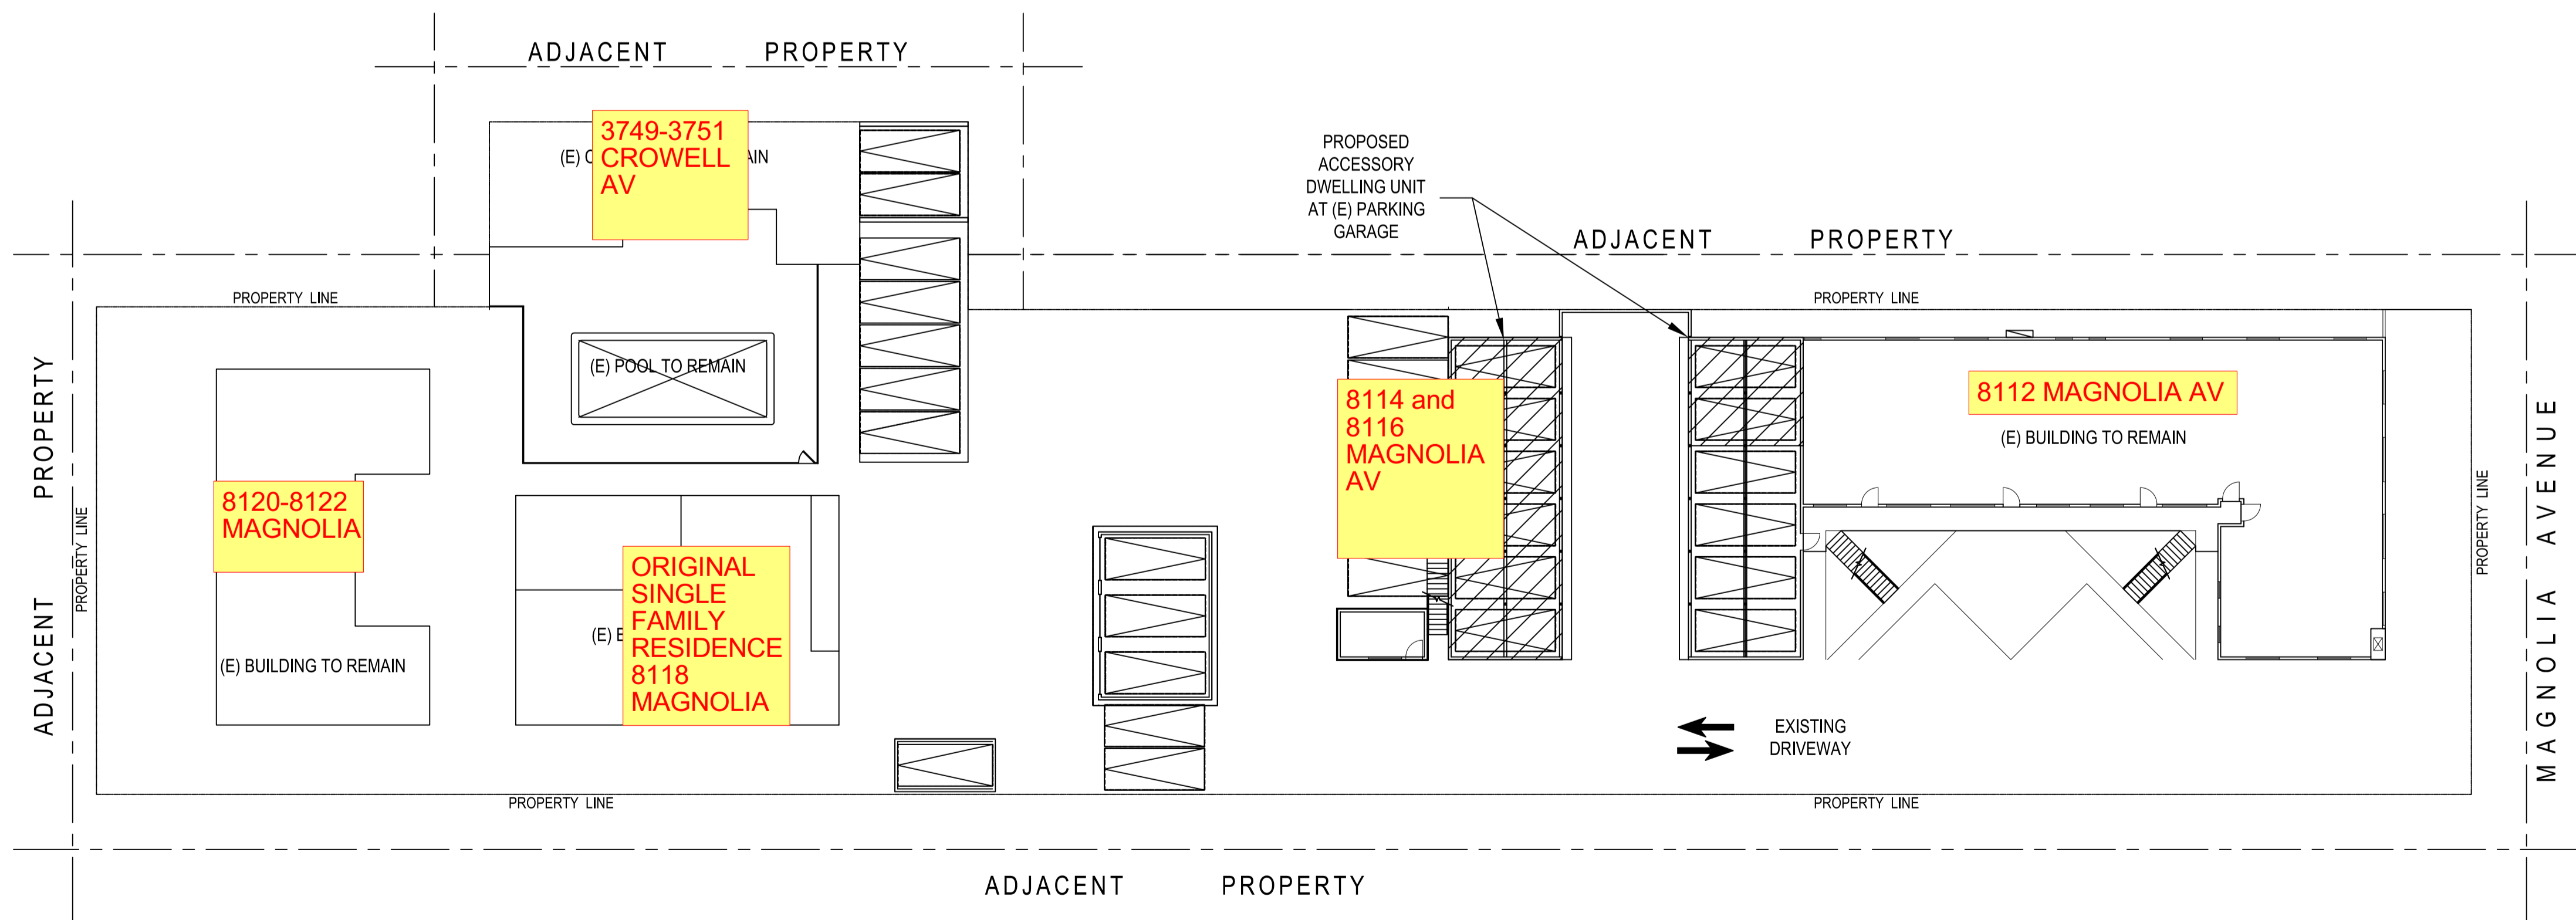 ADJACENT PROPERTY
3749-3751
CROWELL
AV
(E) C
AIN
PROPOSED
ACCESSORY
DWELLING UNIT
AT (E) PARKING
GARAGE
ADJACENT PROPERTY
PROPERTY LINE
PROPERTY LINE
(E) POOL TO REMAIN
8114 and
8116
MAGNOLIA
AV
8112 MAGNOLIA AV
(E) BUILDING TO REMAIN
ADJACENT PROPERTY
PROPERTY LINE
8120-8122
MAGNOLIA
(E) BUILDING TO REMAIN
ORIGINAL
SINGLE
FAMILY
RESIDENCE
8118
MAGNOLIA
(E) E
PROPERTY LINE
MAGNOLIA AVENUE
EXISTING
DRIVEWAY
PROPERTY LINE
PROPERTY LINE
ADJACENT PROPERTY